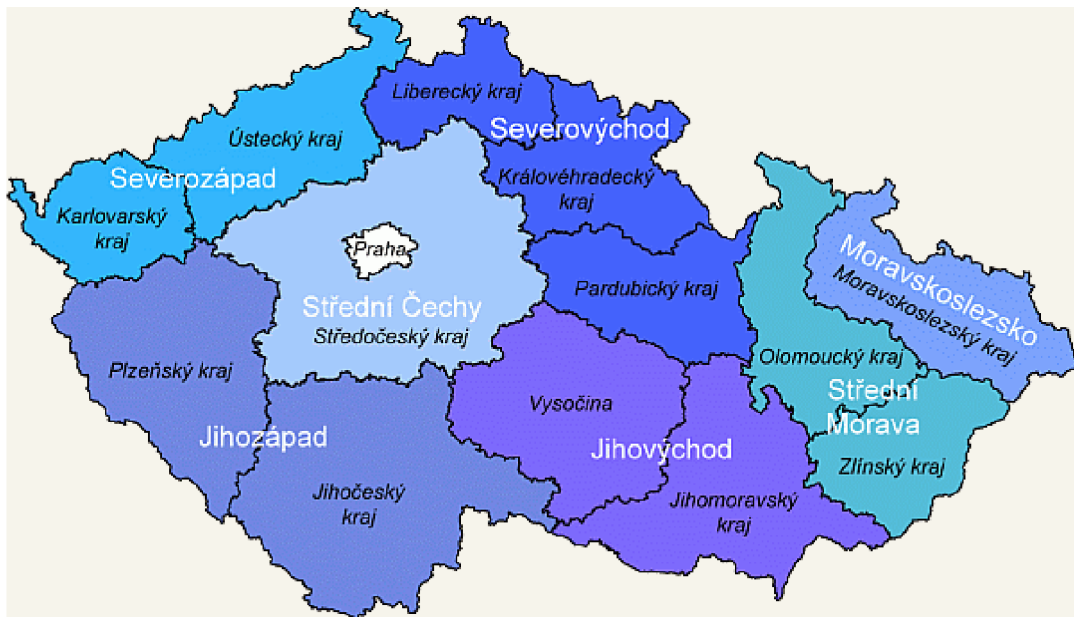 Liberecký kraj
Severovýchod
Ústecký kraj
Severozápad
Královéhradecký
kraj
Karlovarský
kraj
Praha
Moravskoslezsko
Moravskoslezský kraj
Pardubický kraj
Střední Čechy
Středočeský kraj
Olomoucký kraj
Plzeňský kraj
Střední
Morava
Vysočina
Jihozápad
Jihovýchod
Zlínský kraj
Jihočeský
kraj
Jihomoravský
kraj